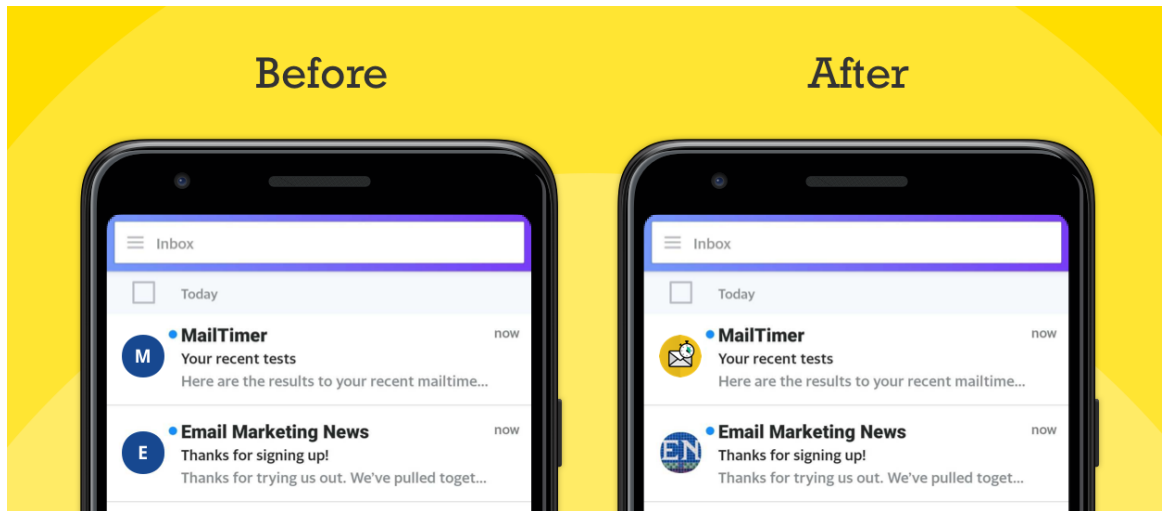 Before
Inbox
Today
M
MailTimer
now
Your recent tests
Here are the results to your recent mailtime...
E
Email Marketing News
now
Thanks for signing up!
Thanks for trying us out. We've pulled toget...
After
Inbox
Today
MailTimer
now
Your recent tests
Here are the results to your recent mailtime...
EN
Email Marketing News
now
Thanks for signing up!
Thanks for trying us out. We've pulled toget...